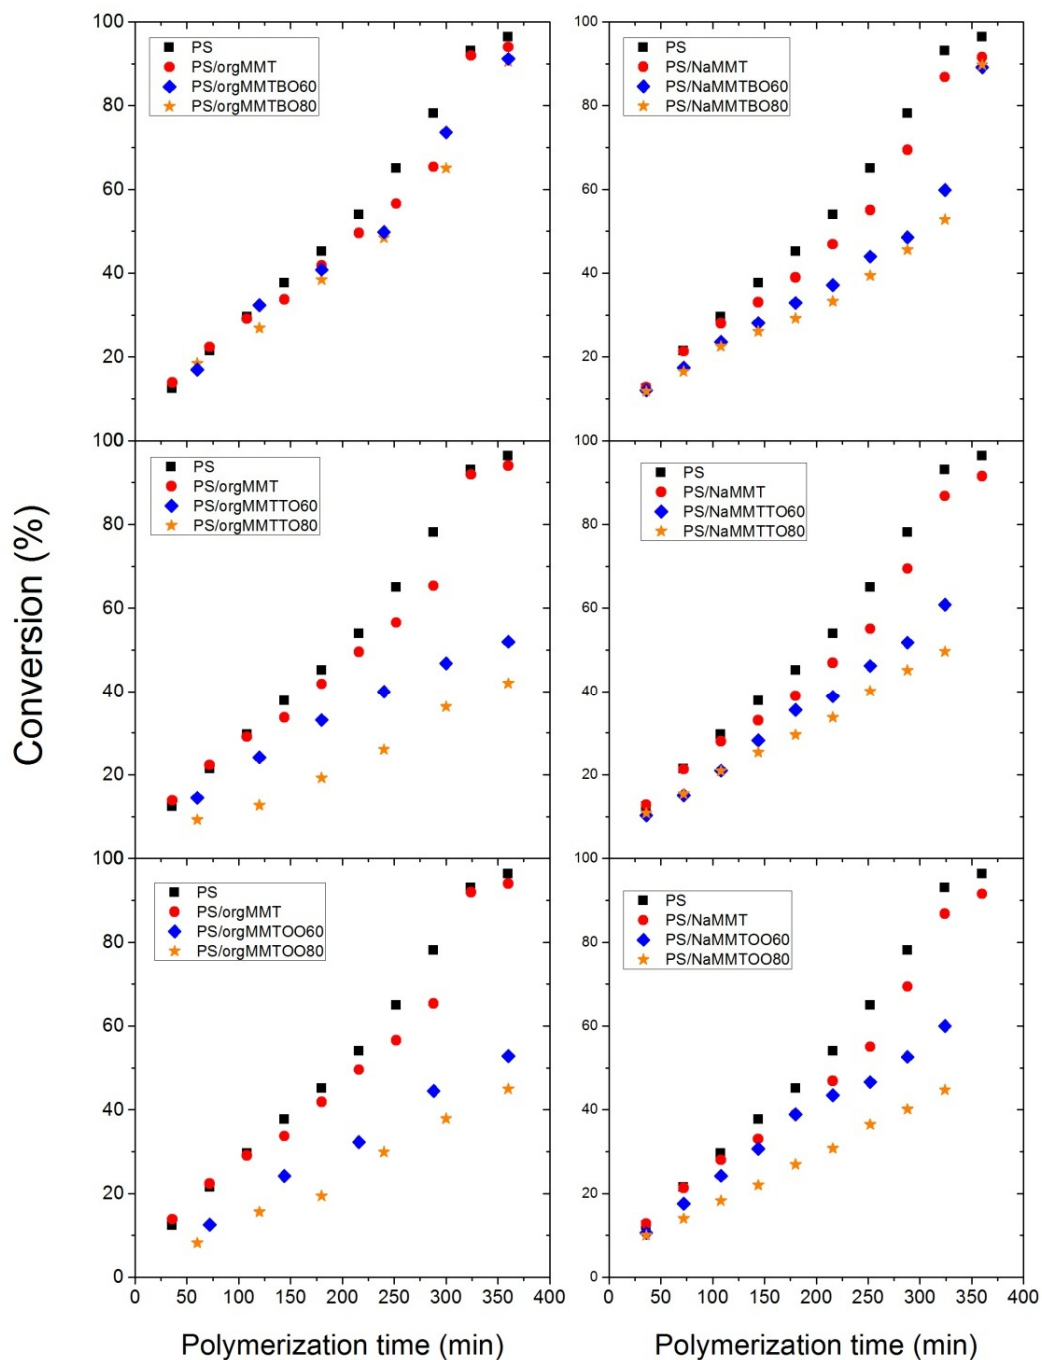 Conversion (%)
100
80
60
40
20
PS
PS/orgMMT
PS/orgMMTBO60
PS/orgMMTBO80
100
80
60
40
20
PS
PS/NaMMT
PS/NaMMTBO60
PS/NaMMTBO80
100
80
60
40
20
PS
PS/orgMMT
PS/orgMMTTO60
PS/orgMMTTO80
100
80
60
40
20
PS
PS/NaMMT
PS/NaMMTTO60
PS/NaMMTTO80
100
80
60
40
20
0
PS
PS/orgMMT
PS/orgMMTOO60
PS/orgMMTOO80
0 50 100 150 200 250 300 350 400
Polymerization time (min)
100
80
60
40
20
0
PS
PS/NaMMT
PS/NaMMTOO60
PS/NaMMTOO80
50 100 150 200 250 300 350 400
Polymerization time (min)